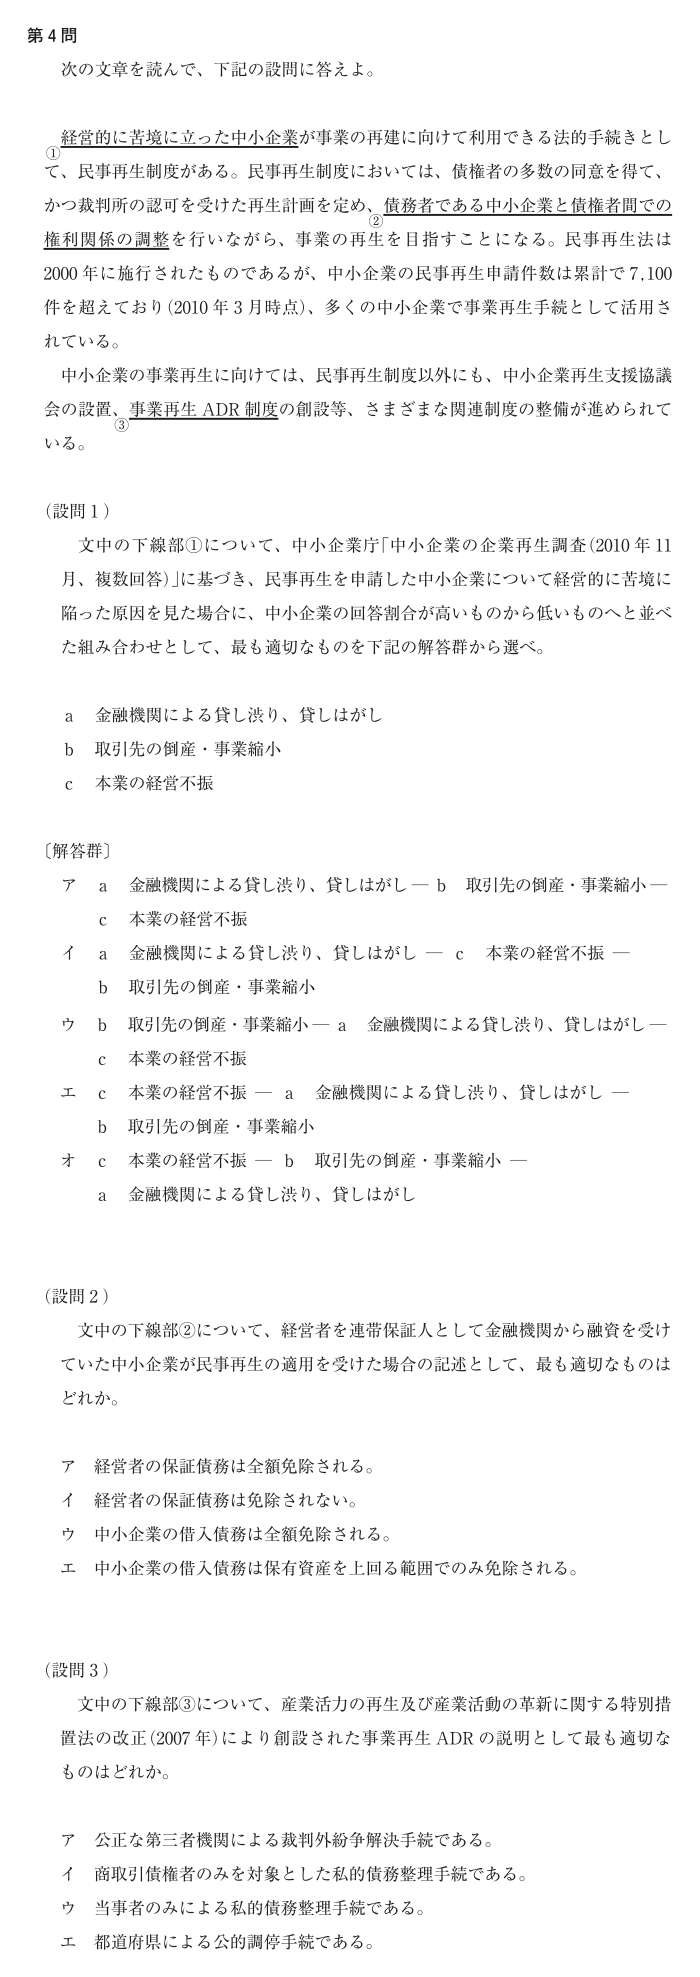 第4問
次の文章を読んで、下記の設問に答えよ。
経営的に苦境に立った中小企業が事業の再建に向けて利用できる法的手続きとし
①
て、民事再生制度がある。民事再生制度においては、債権者の多数の同意を得て、
かつ裁判所の認可を受けた再生計画を定め、債務者である中小企業と債権者間での
②
権利関係の調整を行いながら、事業の再生を目指すことになる。民事再生法は
2000年に施行されたものであるが、中小企業の民事再生申請件数は累計で7,100
件を超えており(2010年3月時点)、多くの中小企業で事業再生手続として活用さ
れている。
中小企業の事業再生に向けては、民事再生制度以外にも、中小企業再生支援協議
会の設置、事業再生ADR制度の創設等、さまざまな関連制度の整備が進められて
③
いる。
(設問1)
文中の下線部①について、中小企業庁「中小企業の企業再生調査(2010年11
月、複数回答)」に基づき、民事再生を申請した中小企業について経営的に苦境に
陥った原因を見た場合に、中小企業の回答割合が高いものから低いものへと並べ
た組み合わせとして、最も適切なものを下記の解答群から選べ。
a 金融機関による貸し渋り、貸しはがし
b 取引先の倒産・事業縮小
c 本業の経営不振
〔解答群〕
ア a 金融機関による貸し渋り、貸しはがし ― b 取引先の倒産・事業縮小 ―
c 本業の経営不振
イ a 金融機関による貸し渋り、貸しはがし ― c 本業の経営不振 ―
b 取引先の倒産・事業縮小
ウ b 取引先の倒産・事業縮小 ― a 金融機関による貸し渋り、貸しはがし ―
c 本業の経営不振
エ c 本業の経営不振 ― a 金融機関による貸し渋り、貸しはがし ―
b 取引先の倒産・事業縮小
オ c 本業の経営不振 ― b 取引先の倒産・事業縮小 ―
a 金融機関による貸し渋り、貸しはがし
(設問2)
文中の下線部②について、経営者を連帯保証人として金融機関から融資を受け
ていた中小企業が民事再生の適用を受けた場合の記述として、最も適切なものは
どれか。
ア 経営者の保証債務は全額免除される。
イ 経営者の保証債務は免除されない。
ウ 中小企業の借入債務は全額免除される。
エ 中小企業の借入債務は保有資産を上回る範囲でのみ免除される。
(設問3)
文中の下線部③について、産業活力の再生及び産業活動の革新に関する特別措
置法の改正(2007年)により創設された事業再生ADRの説明として最も適切な
ものはどれか。
ア 公正な第三者機関による裁判外紛争解決手続である。
イ 商取引債権者のみを対象とした私的債務整理手続である。
ウ 当事者のみによる私的債務整理手続である。
エ 都道府県による公的調停手続である。